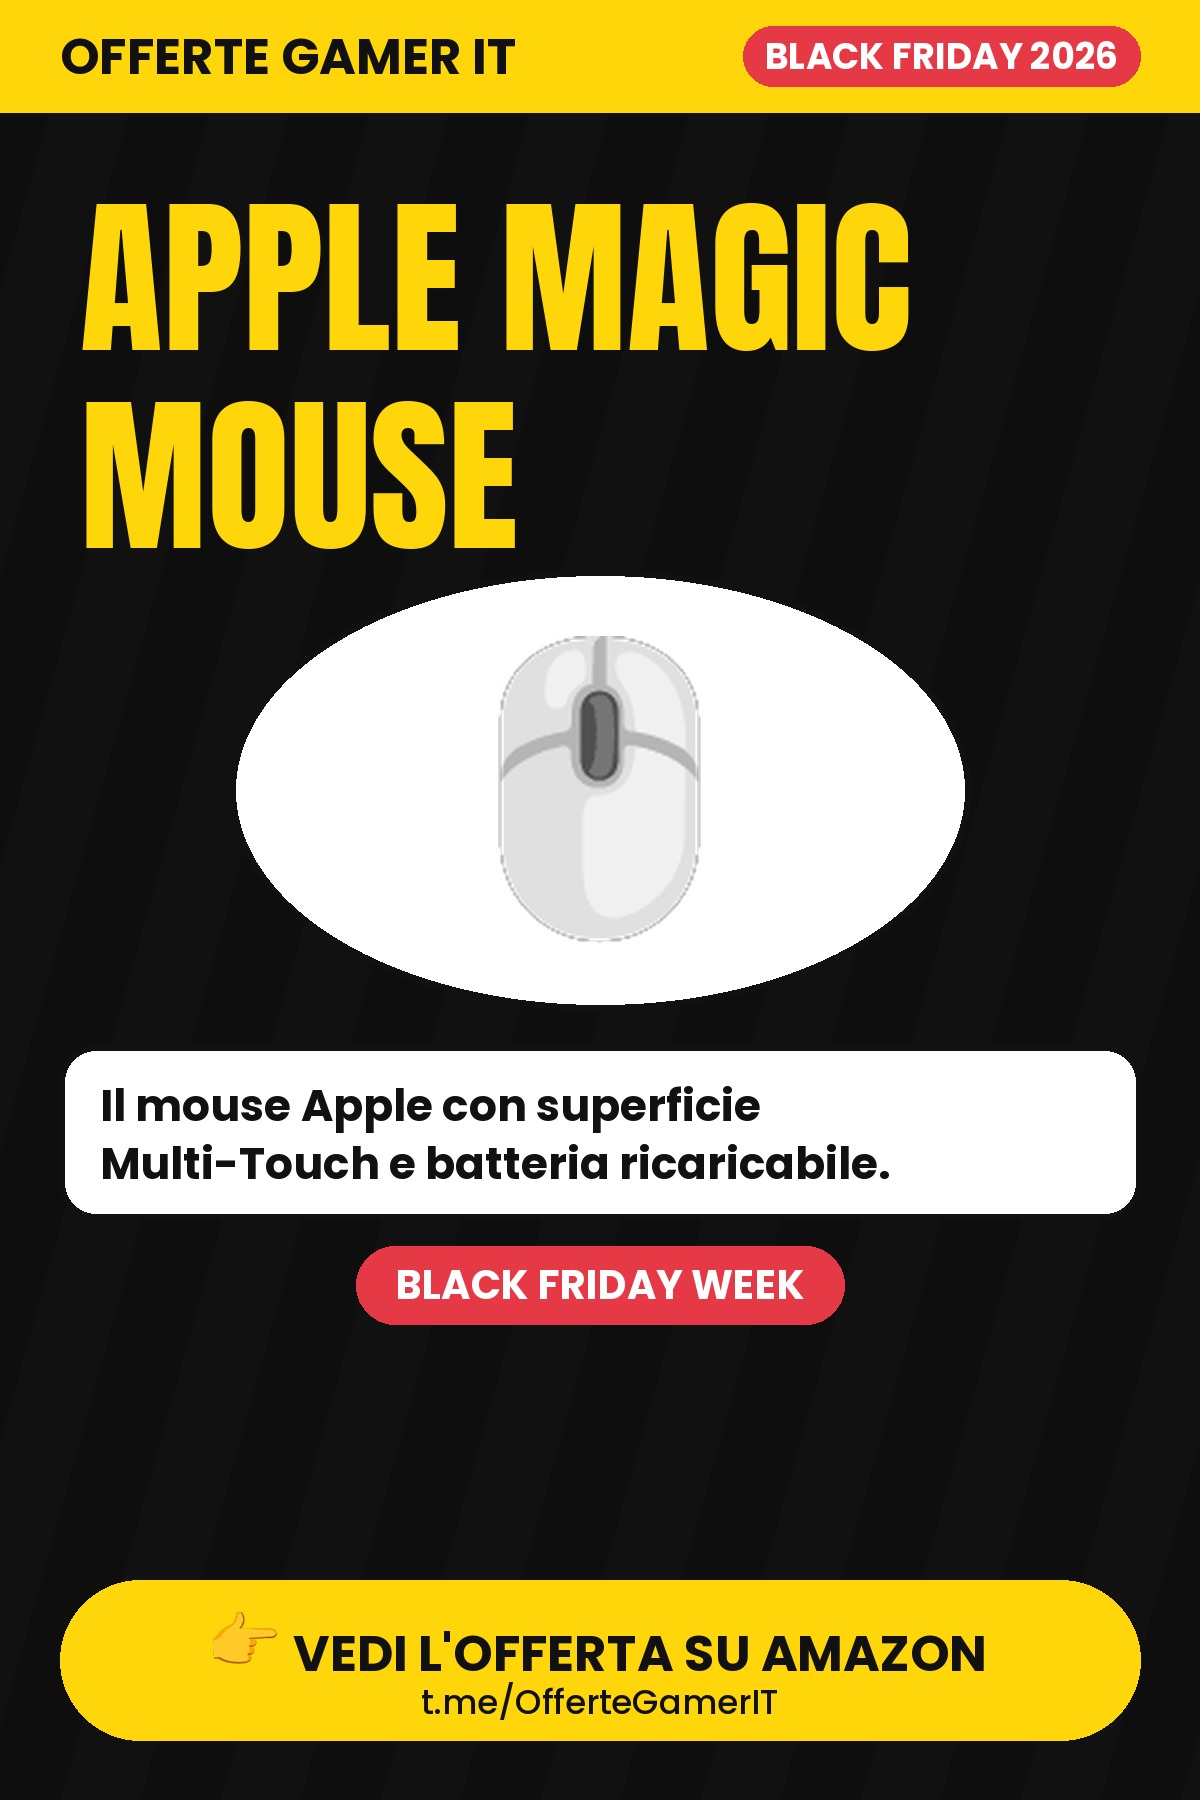 OFFERTE GAMER IT
BLACK FRIDAY 2026
APPLE MAGIC
MOUSE
Il mouse Apple con superficie
Multi-Touch e batteria ricaricabile.
BLACK FRIDAY WEEK
👉 VEDI L'OFFERTA SU AMAZON
t.me/OfferteGamerIT